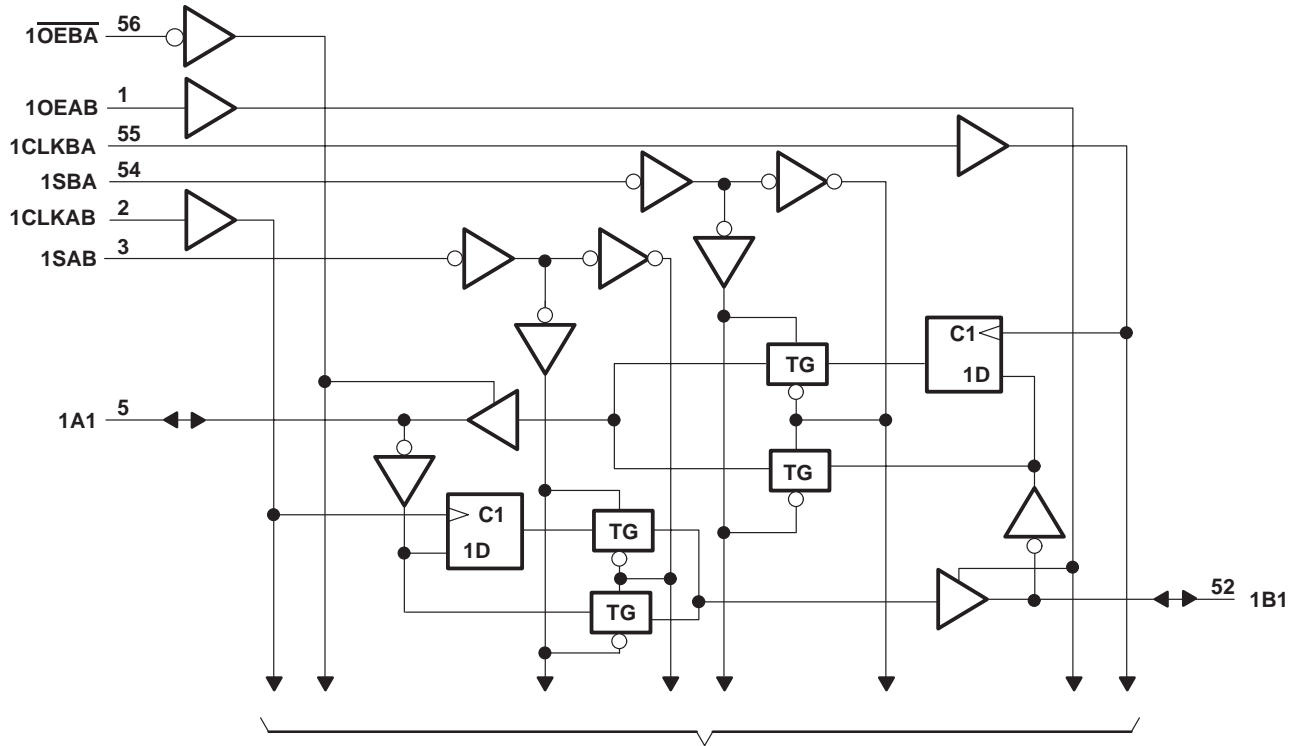 1O̅E̅B̅A̅ 56
1OEAB 1
1CLKBA 55
1SBA 54
1CLKAB 2
1SAB 3
TG
C1
1D
1A1 5
TG
C1
1D
TG
TG
52 1B1